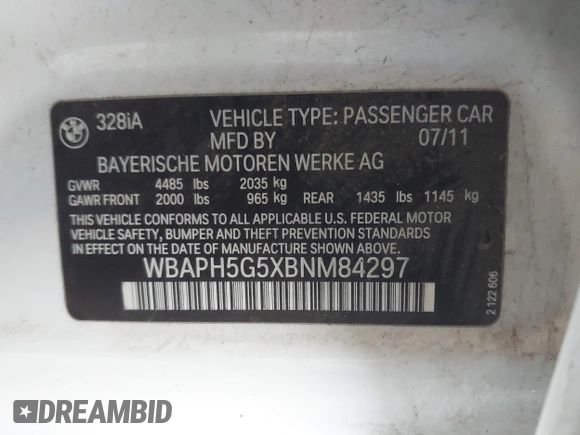 BMW
328iA VEHICLE TYPE: PASSENGER CAR
MFD BY 07/11
BAYERISCHE MOTOREN WERKE AG
GVWR 4485 lbs 2035 kg
GAWR FRONT 2000 lbs 965 kg REAR 1435 lbs 1145 kg
THIS VEHICLE CONFORMS TO ALL APPLICABLE U.S. FEDERAL MOTOR
VEHICLE SAFETY, BUMPER AND THEFT PREVENTION STANDARDS
IN EFFECT ON THE DATE OF MANUFACTURE SHOWN ABOVE.
WBAPH5G5XBNM84297
2 122 606
DREAMBID